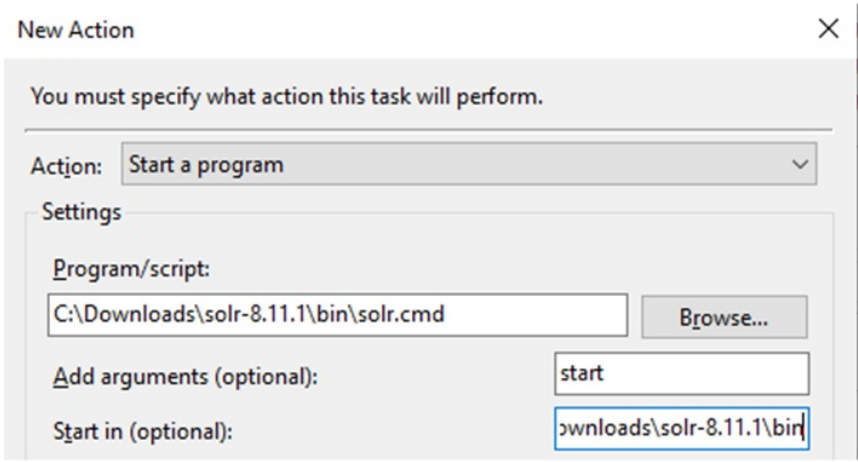 New Action
You must specify what action this task will perform.
Action: Start a program
Settings
Program/script:
C:\Downloads\solr-8.11.1\bin\solr.cmd Browse...
Add arguments (optional): start
Start in (optional): ownloads\solr-8.11.1\bin